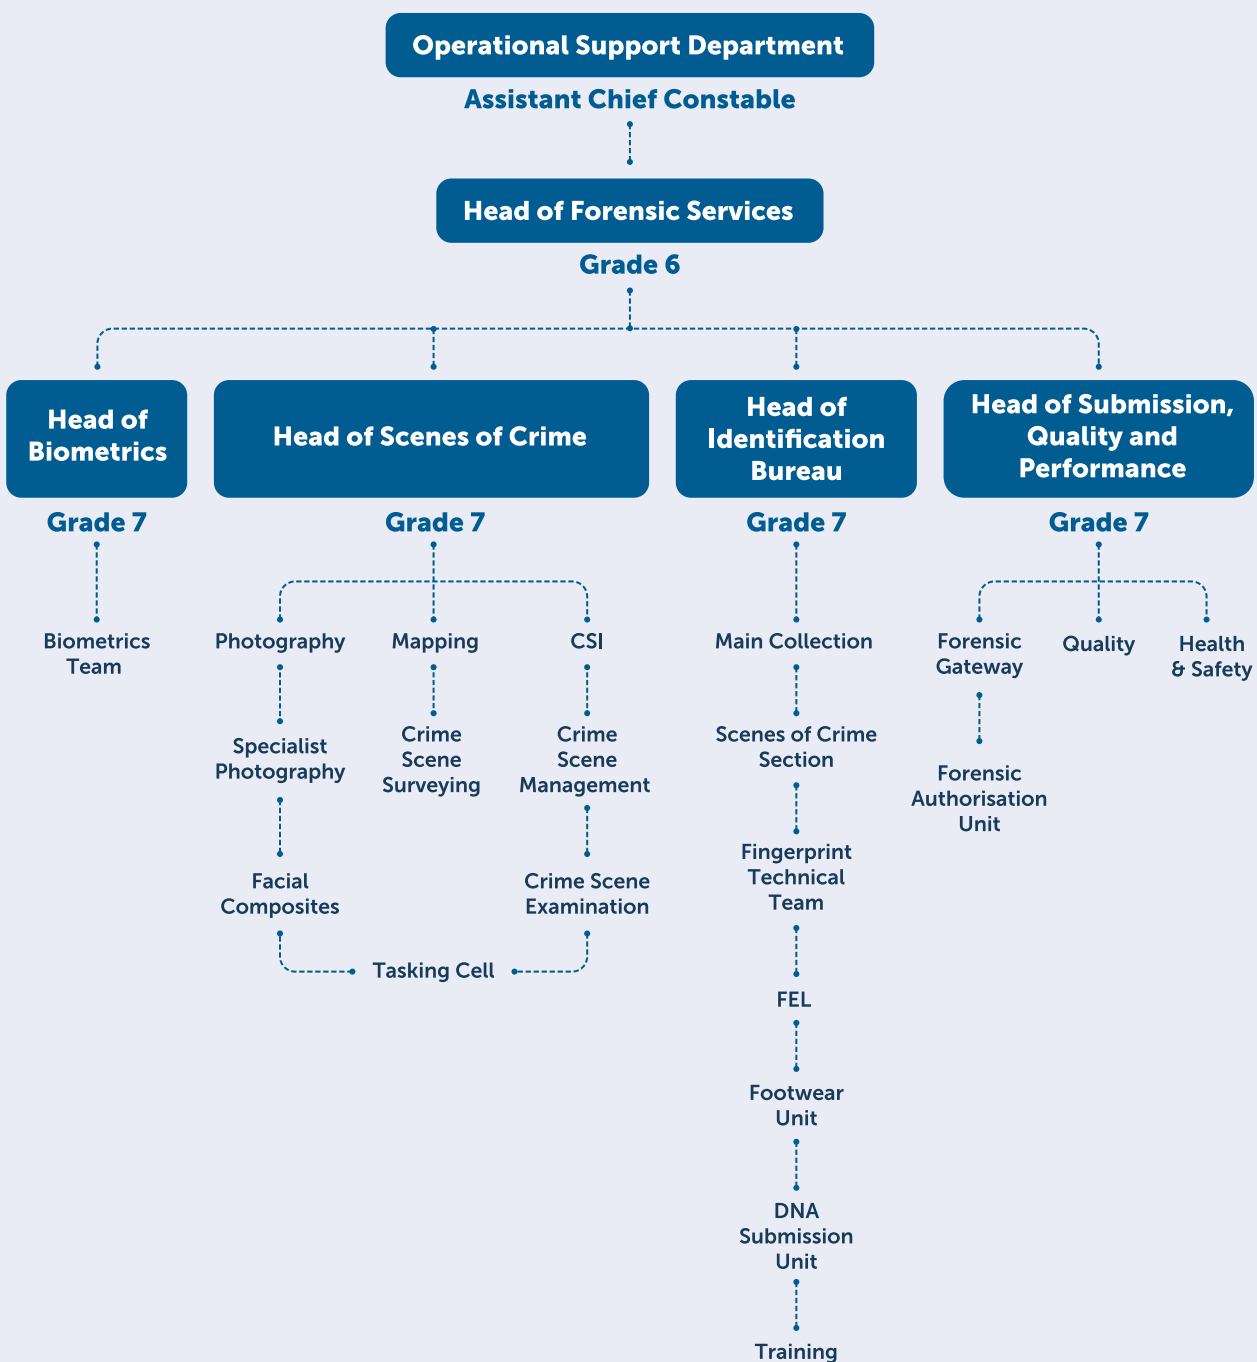 Operational Support Department
Assistant Chief Constable
Head of Forensic Services
Grade 6
Head of
Biometrics
Grade 7
Biometrics
Team
Head of Scenes of Crime
Grade 7
Photography
Specialist
Photography
Facial
Composites
Mapping
Crime
Scene
Surveying
CSI
Crime
Scene
Management
Crime Scene
Examination
Tasking Cell
Head of
Identification
Bureau
Grade 7
Main Collection
Scenes of Crime
Section
Fingerprint
Technical
Team
FEL
Footwear
Unit
DNA
Submission
Unit
Training
Head of Submission,
Quality and
Performance
Grade 7
Forensic
Gateway
Forensic
Authorisation
Unit
Quality
Health
& Safety